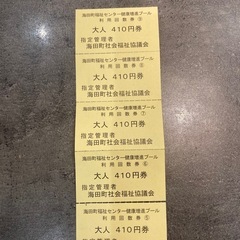 海田町福祉センター健康増進プール
利用回数券⑨
大人 410円券
指定管理者
海田町社会福祉協議会
海田町福祉センター健康増進プール
利用回数券⑧
大人 410円券
指定管理者
海田町社会福祉協議会
海田町福祉センター健康増進プール
利用回数券⑦
大人 410円券
指定管理者
海田町社会福祉協議会
海田町福祉センター健康増進プール
利用回数券⑥
大人 410円券
指定管理者
海田町社会福祉協議会
海田町福祉センター健康増進プール
利用回数券⑤
大人 410円券
指定管理者